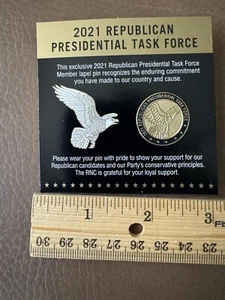 2021 REPUBLICAN
PRESIDENTIAL TASK FORCE
This exclusive 2021 Republican Presidential Task Force
Member lapel pin recognizes the enduring commitment
you have made to our country and cause.
PRESIDENTIAL TASK
Please wear your pin with pride to show your support for our
Republican candidates and our Party's conservative principles.
The RNC is grateful for your loyal support.
1 2 3
30 29 28 27 26 25 24 23